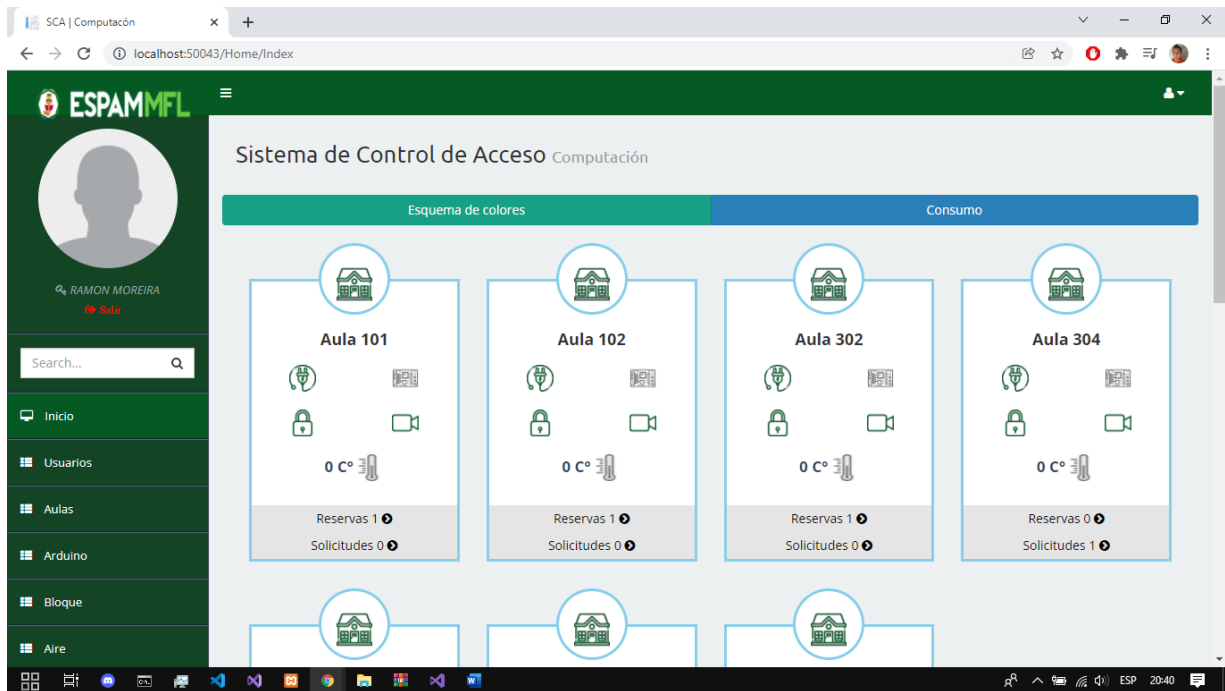 SCA | Computacón
localhost:50043/Home/Index
ESPAMMFL
RAMON MOREIRA
Salir
Search...
Inicio
Usuarios
Aulas
Arduino
Bloque
Aire
Sistema de Control de Acceso Computación
Esquema de colores
Consumo
Aula 101
0 C°
Reservas 1
Solicitudes 0
Aula 102
0 C°
Reservas 1
Solicitudes 0
Aula 302
0 C°
Reservas 1
Solicitudes 0
Aula 304
0 C°
Reservas 0
Solicitudes 1
ESP
20:40